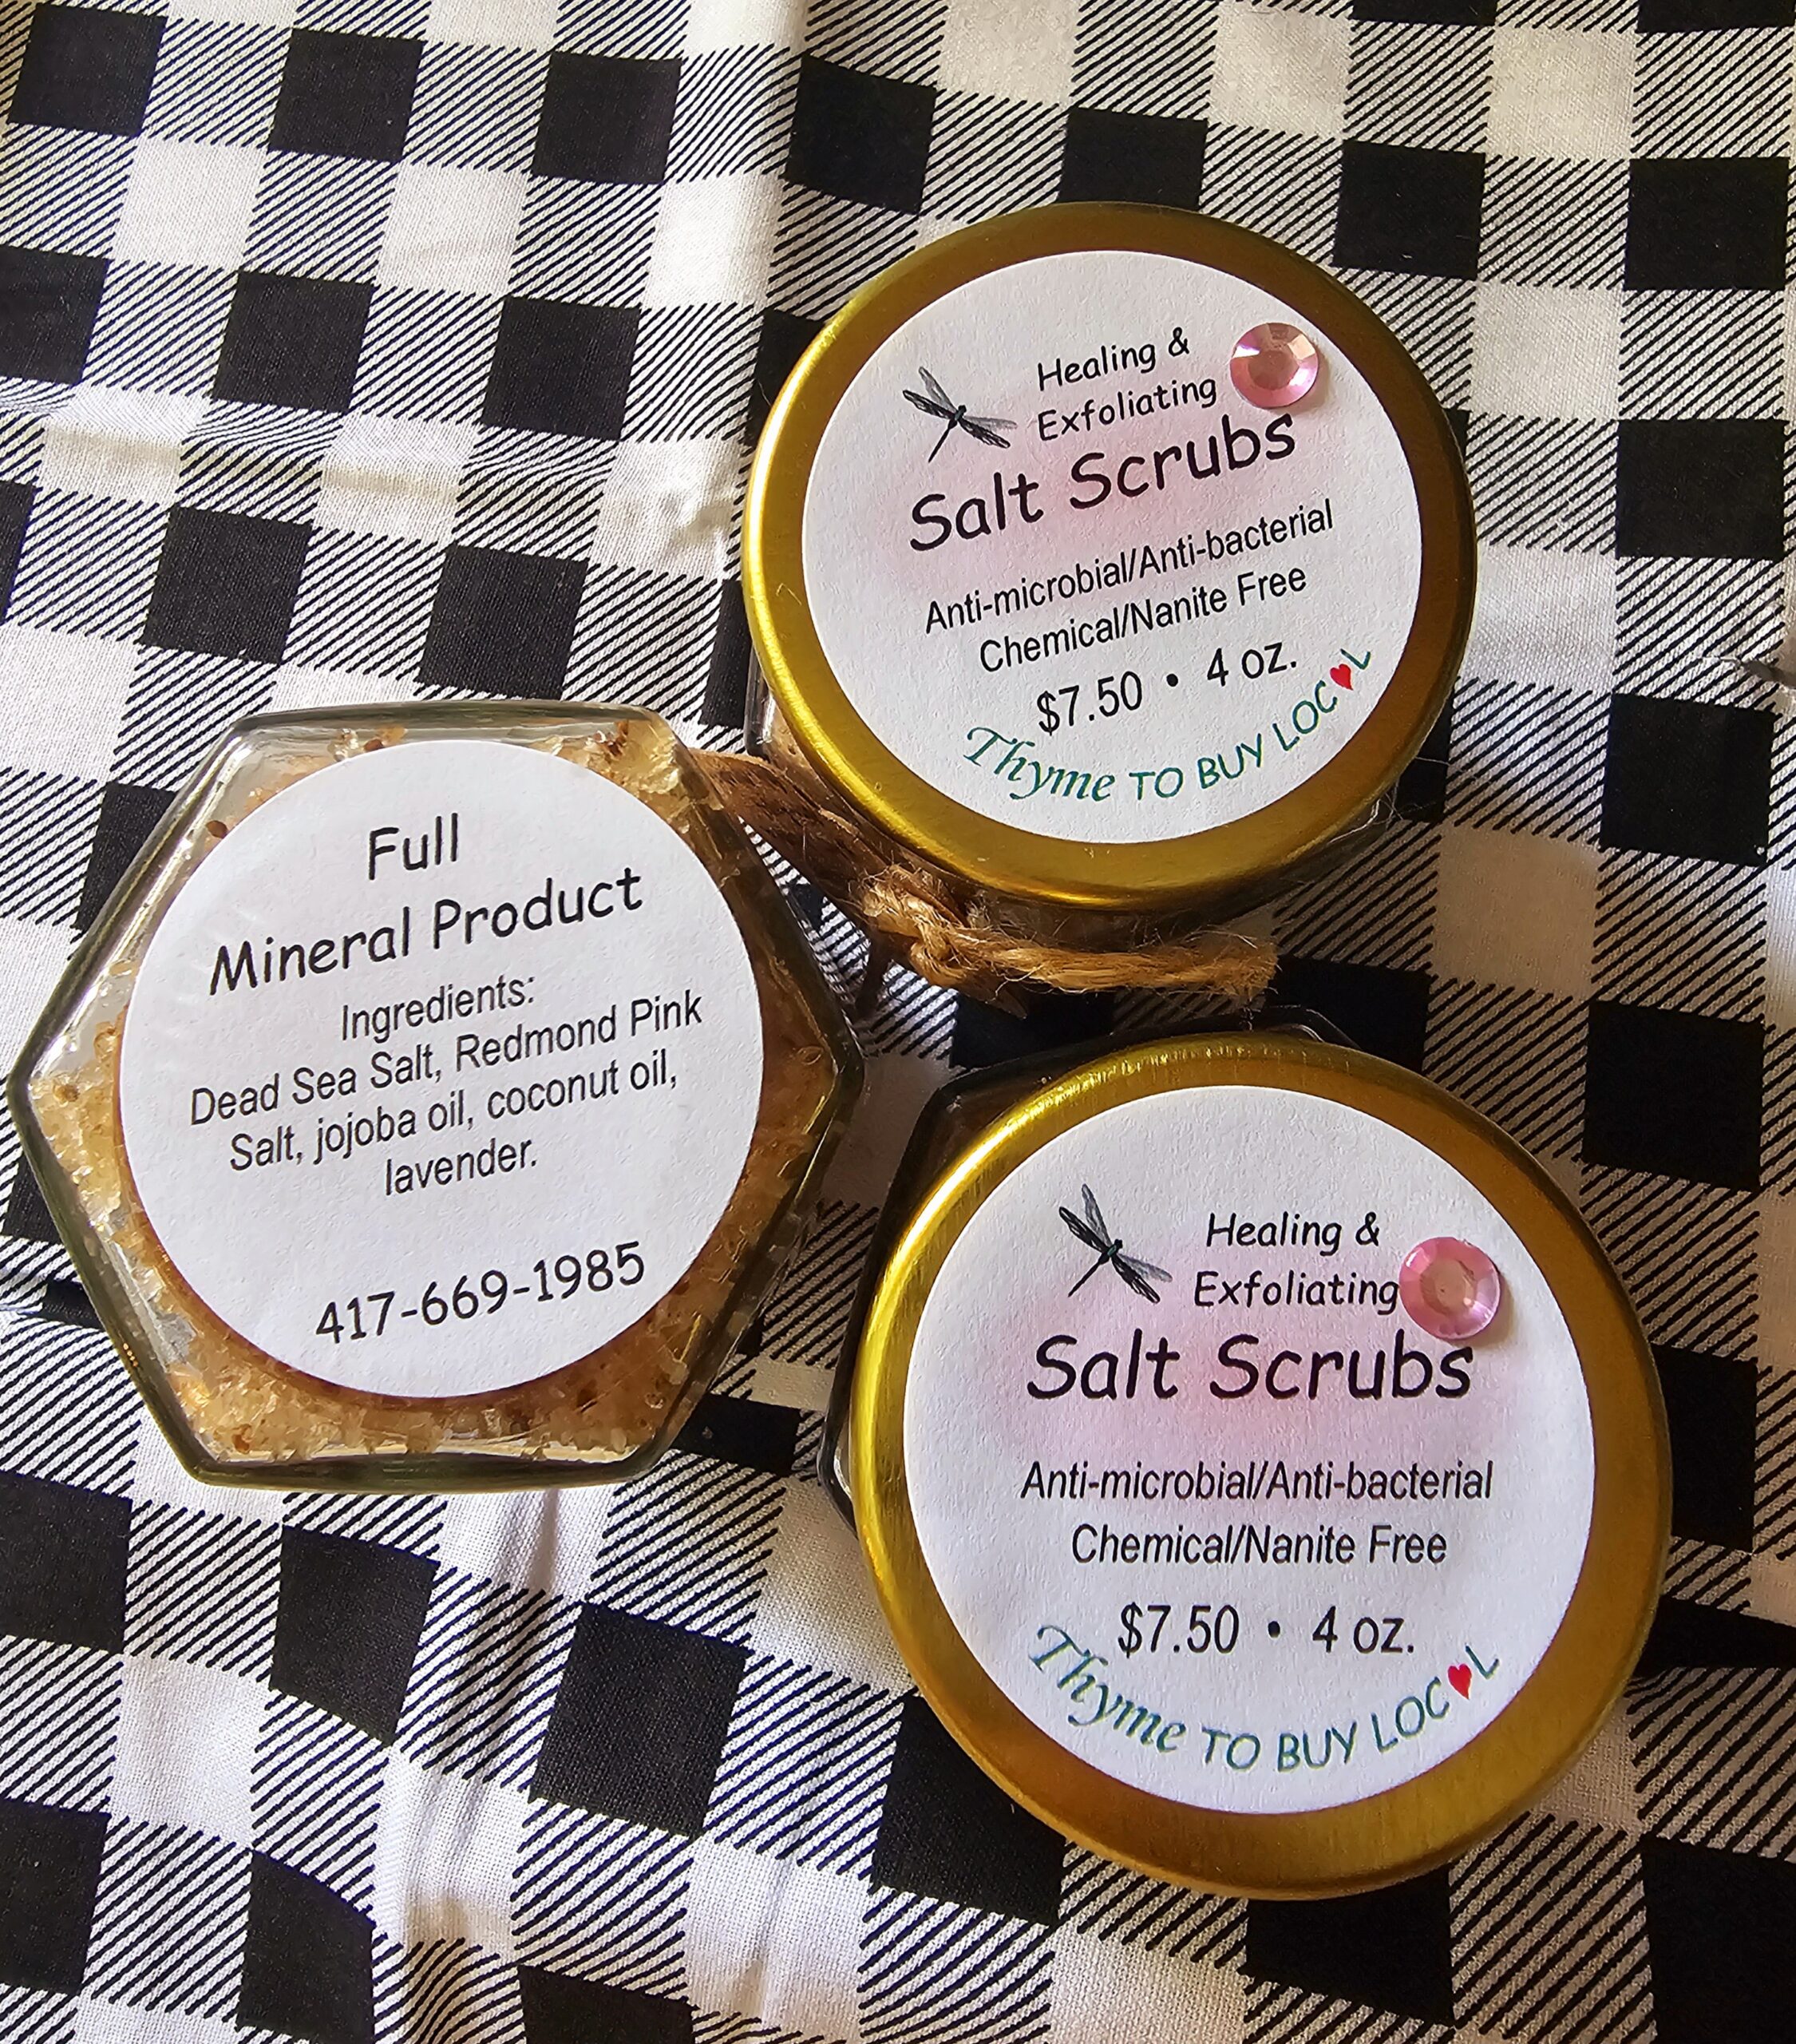 Healing &
Exfoliating
Salt Scrubs
Anti-microbial/Anti-bacterial
Chemical/Nanite Free
$7.50 • 4 oz.
Thyme TO BUY LOC♥L
Full
Mineral Product
Ingredients:
Dead Sea Salt, Redmond Pink
Salt, jojoba oil, coconut oil,
lavender.
417-669-1985
Healing &
Exfoliating
Salt Scrubs
Anti-microbial/Anti-bacterial
Chemical/Nanite Free
$7.50 • 4 oz.
Thyme TO BUY LOC♥L